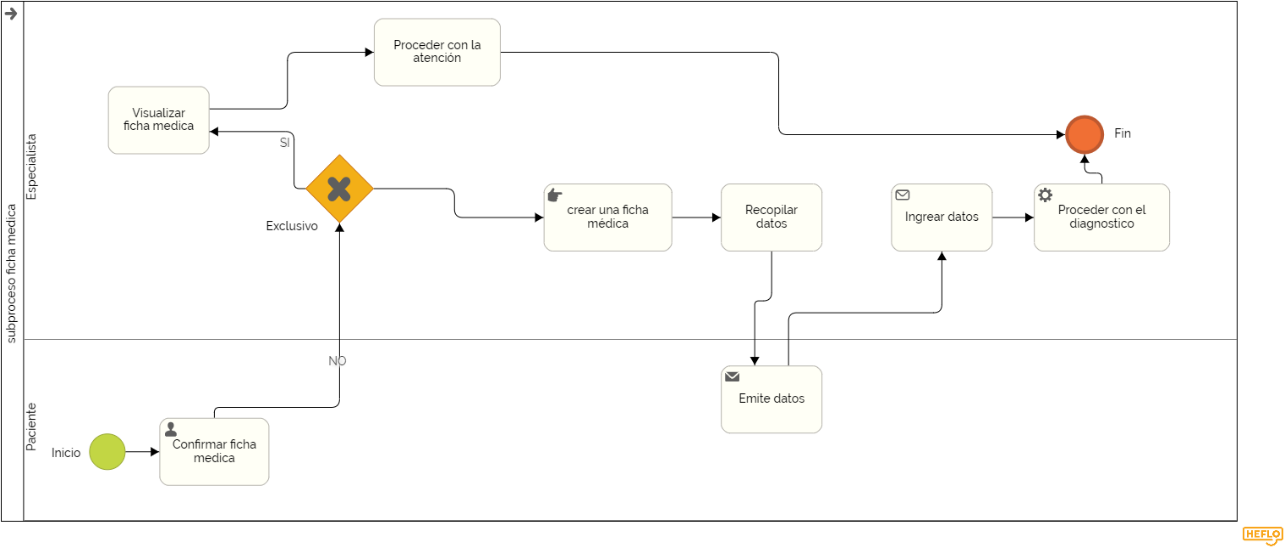 Proceder con la
atención
Visualizar
ficha medica
SI
Fin
Especialista
Exclusivo
crear una ficha
médica
Recopilar
datos
Ingrear datos
Proceder con el
diagnostico
subproceso ficha medica
NO
Emite datos
Paciente
Inicio
Confirmar ficha
medica
HEFLO